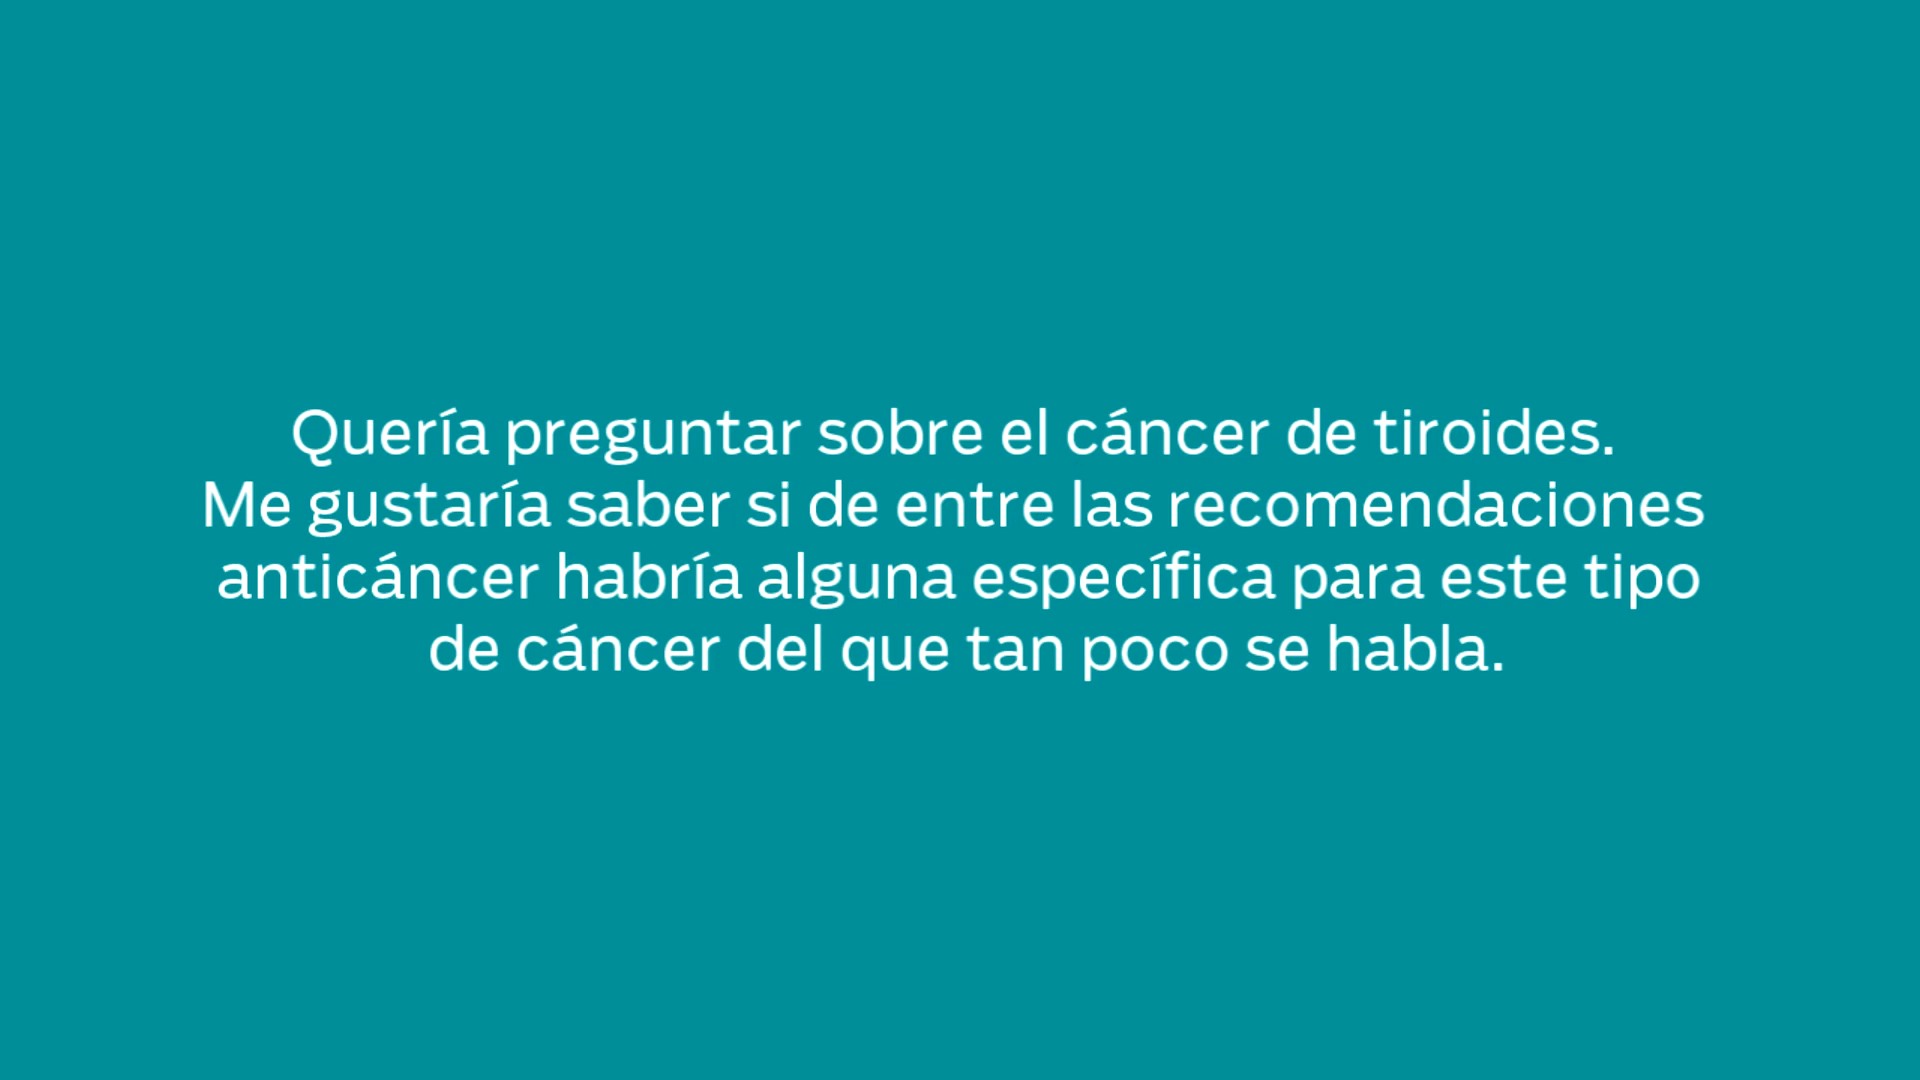 Quería preguntar sobre el cáncer de tiroides.
Me gustaría saber si de entre las recomendaciones
anticáncer habría alguna específica para este tipo
de cáncer del que tan poco se habla.